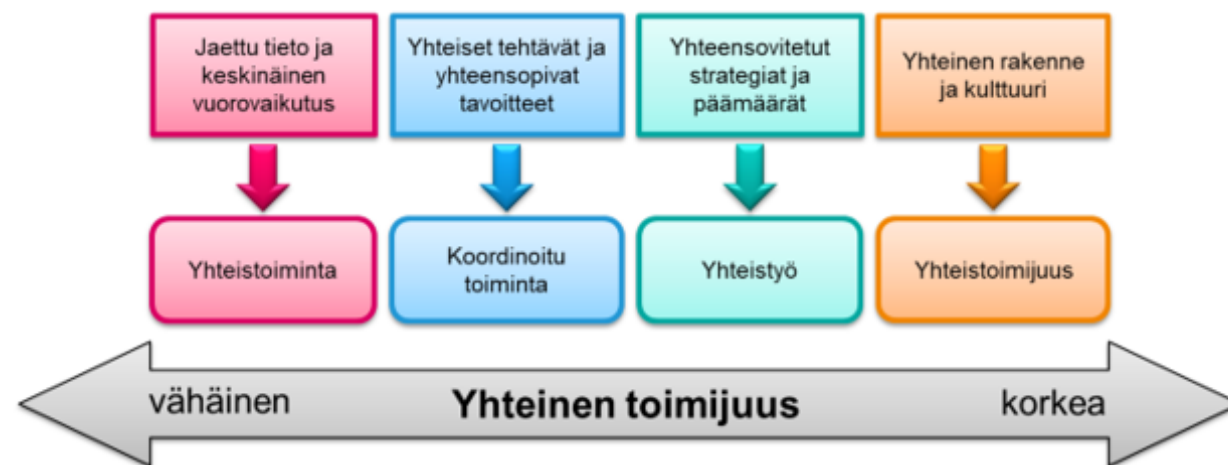 Jaettu tieto ja
keskinäinen
vuorovaikutus
Yhteiset tehtävät ja
yhteensopivat
tavoitteet
Yhteensovitetut
strategiat ja
päämäärät
Yhteinen rakenne
ja kulttuuri
Yhteistoiminta
Koordinoitu
toiminta
Yhteistyö
Yhteistoimijuus
vähäinen
Yhteinen toimijuus
korkea